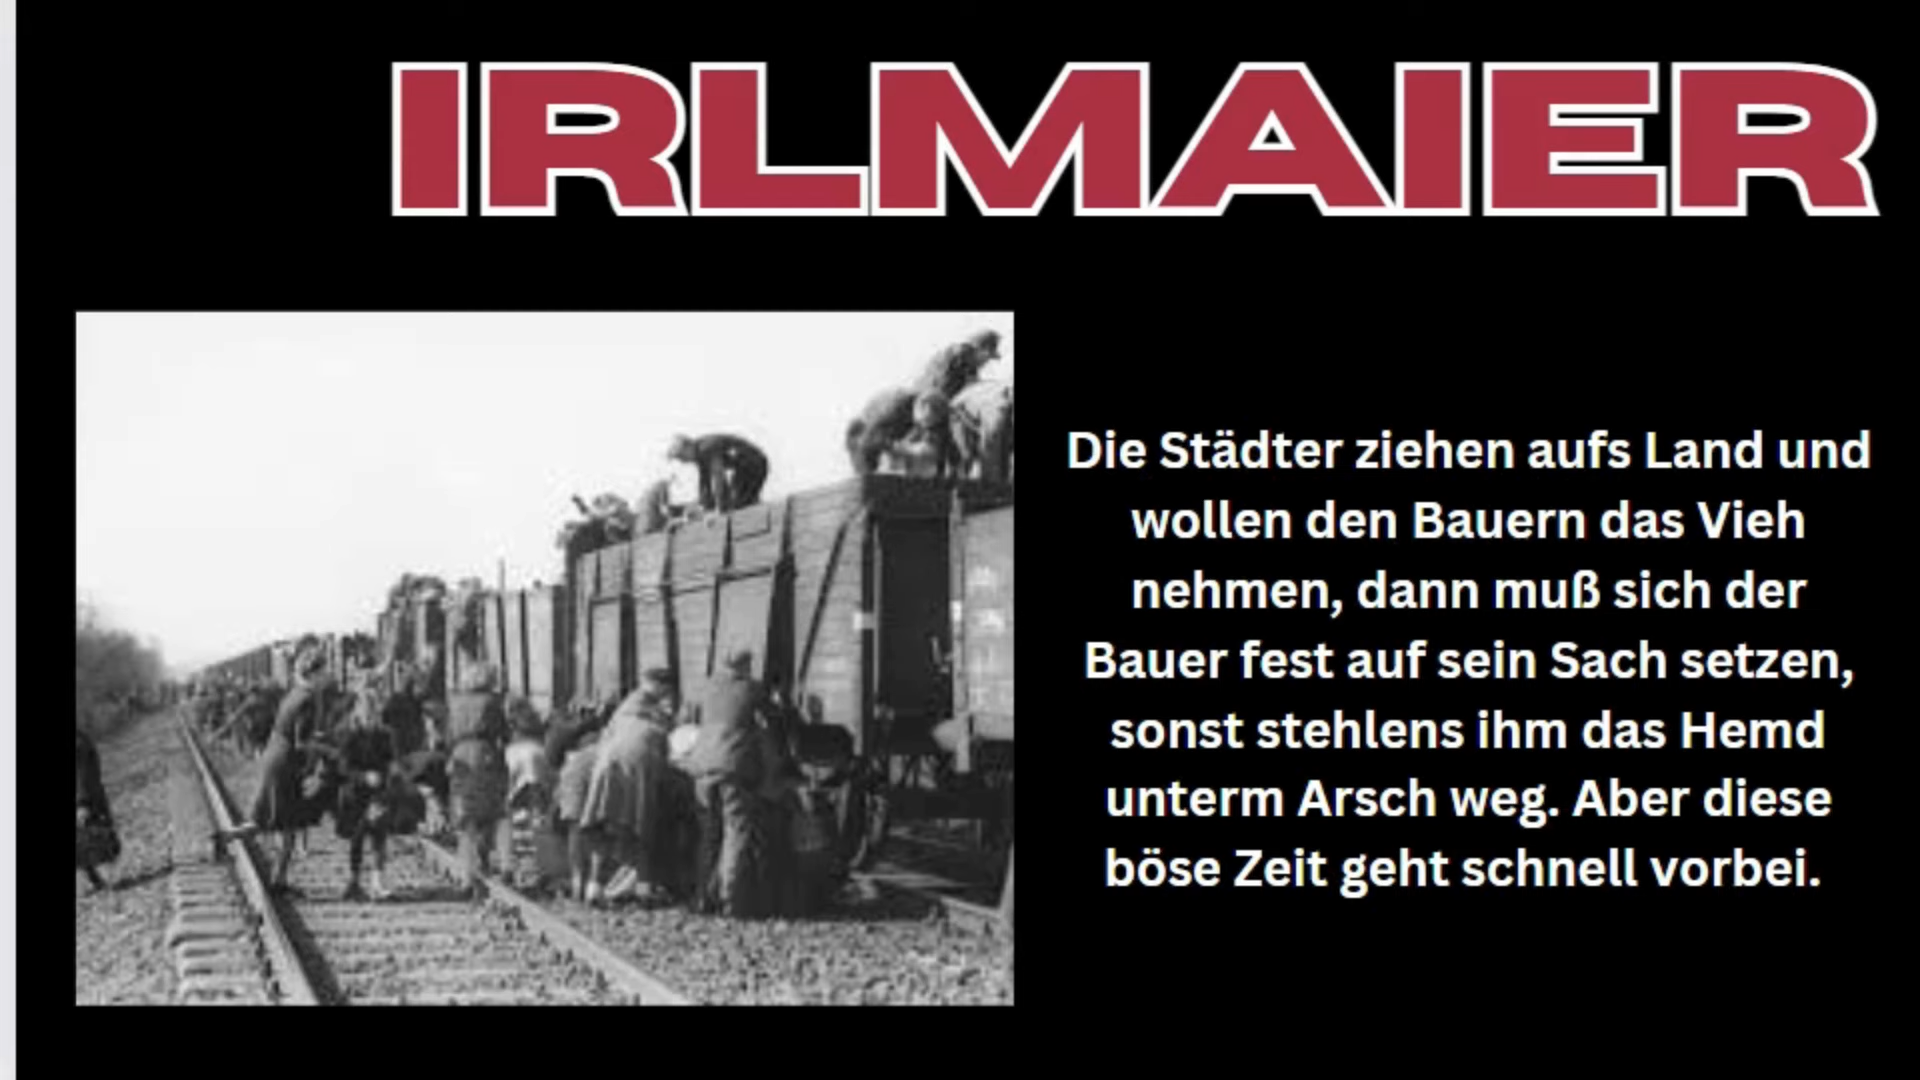 IRLMAIER
Die Städter ziehen aufs Land und
wollen den Bauern das Vieh
nehmen, dann muß sich der
Bauer fest auf sein Sach setzen,
sonst stehlens ihm das Hemd
unterm Arsch weg. Aber diese
böse Zeit geht schnell vorbei.